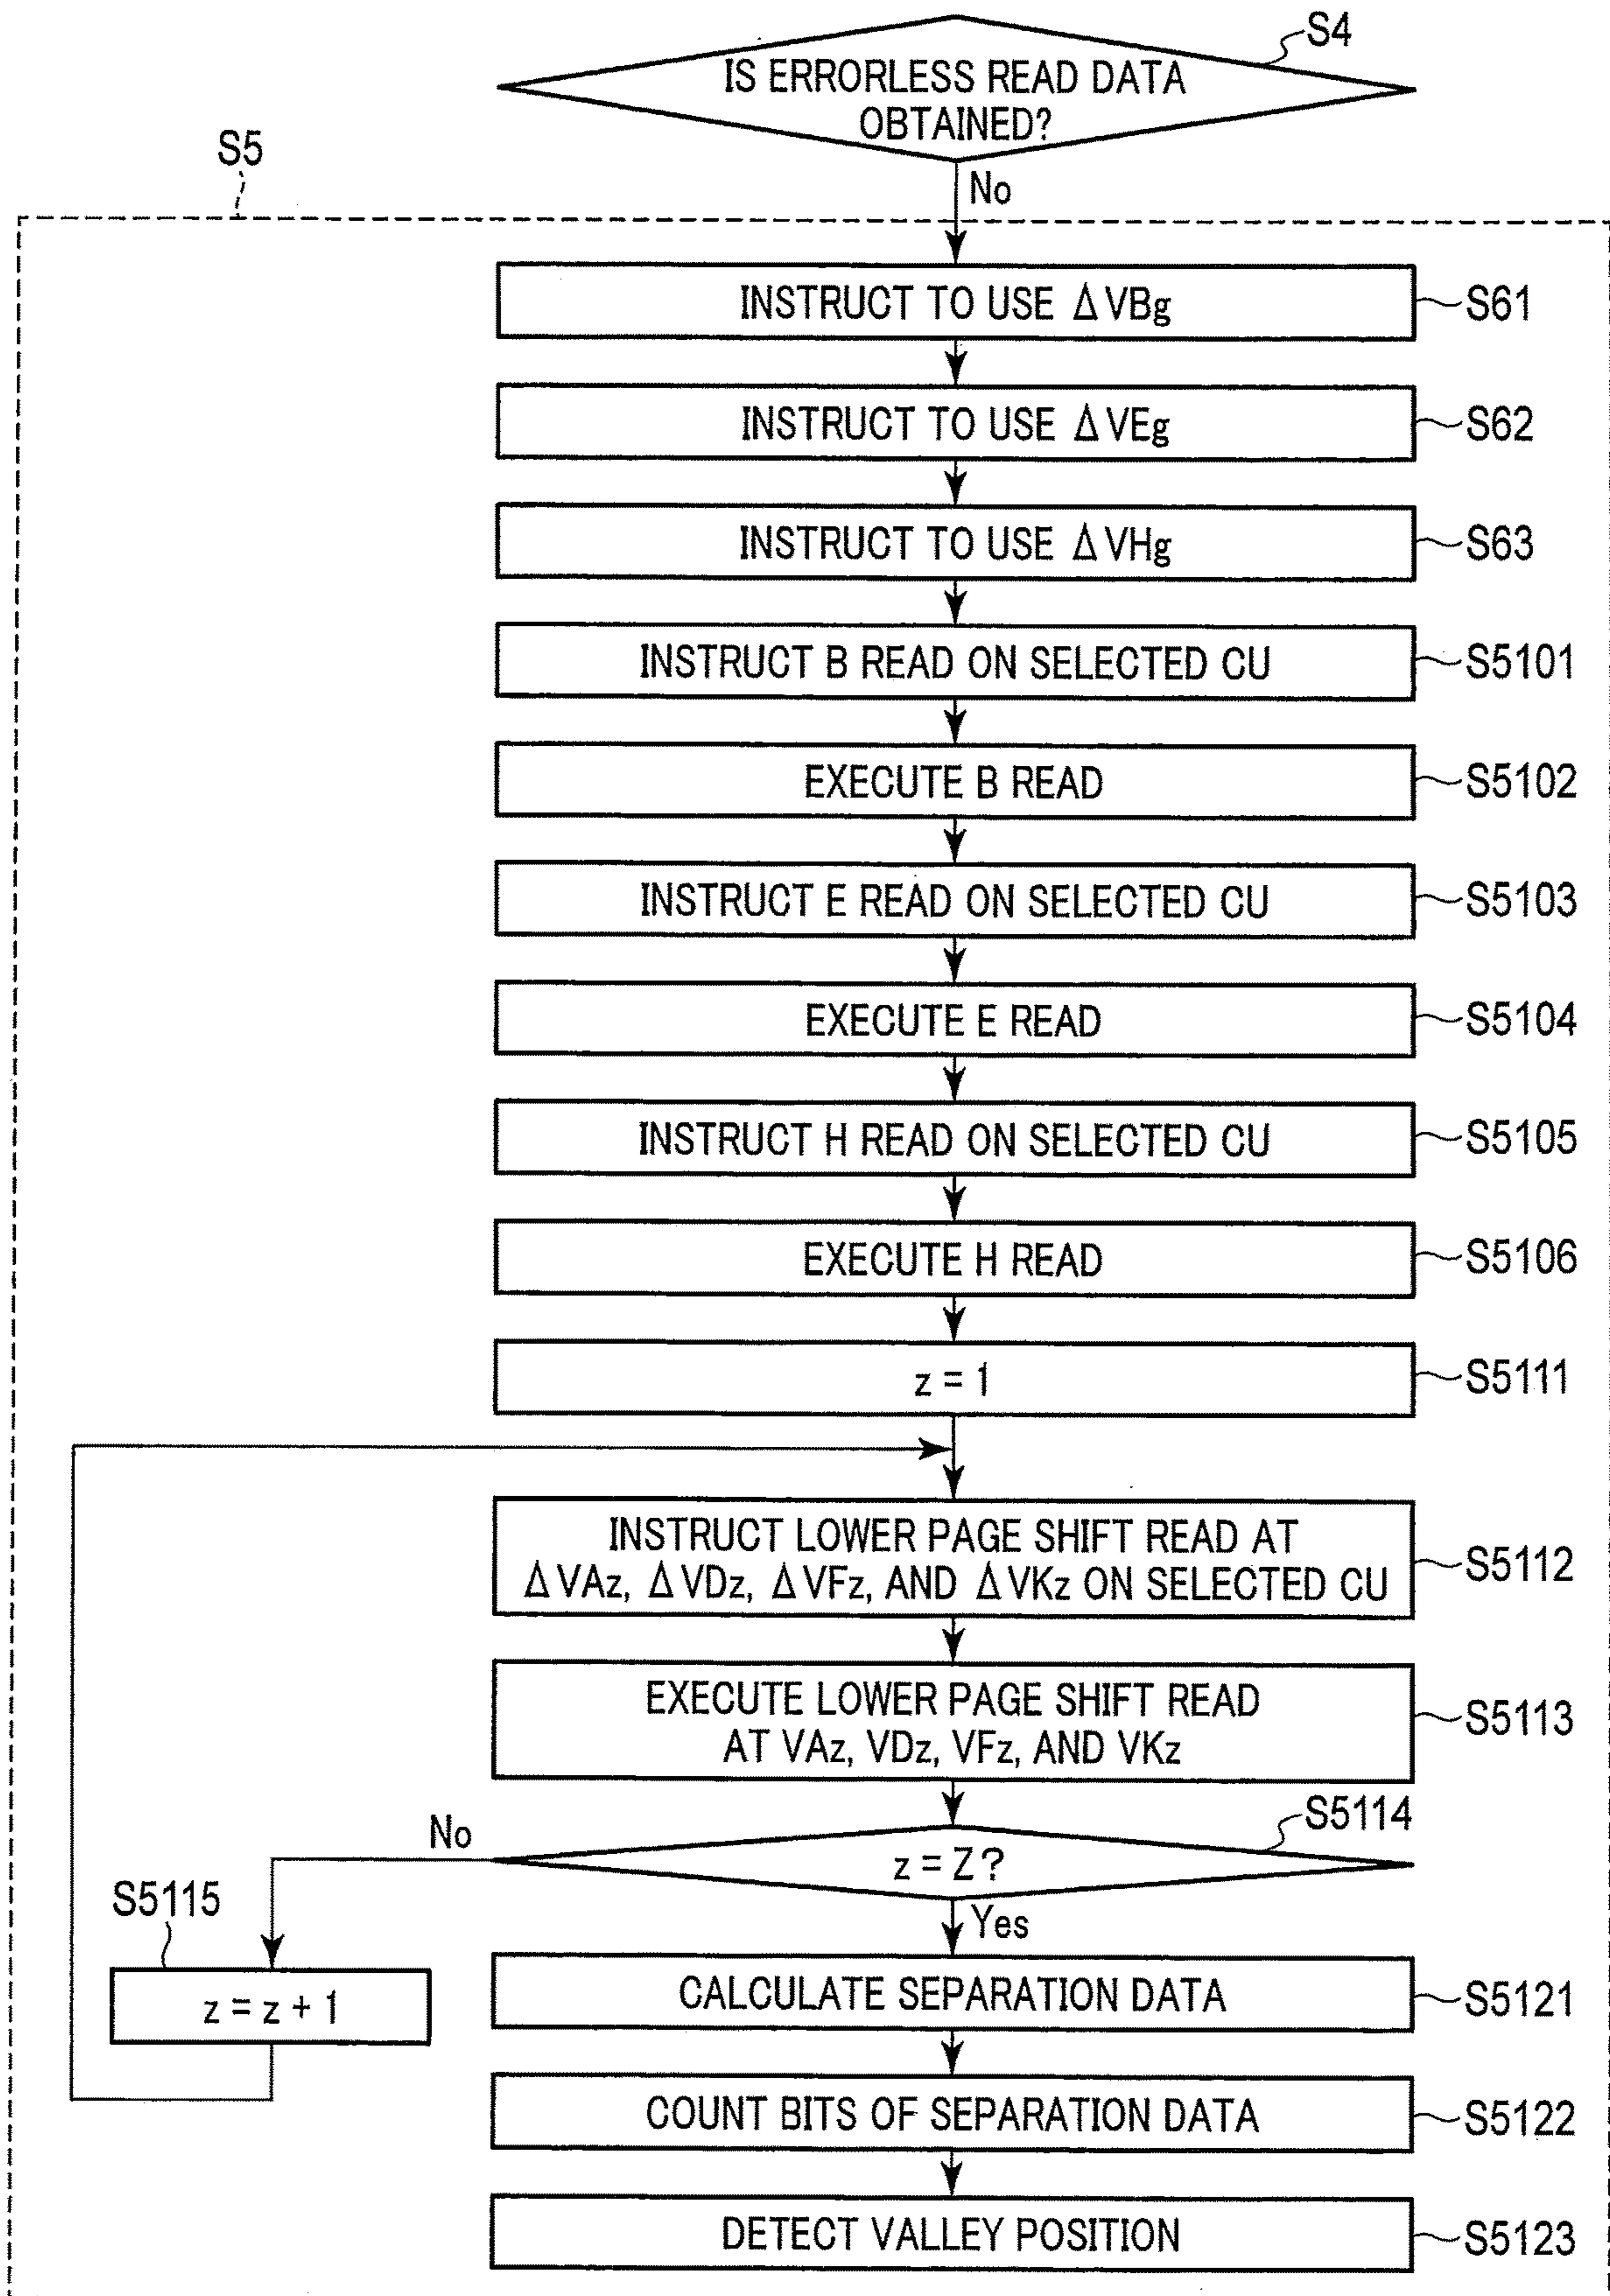 S4
IS ERRORLESS READ DATA
OBTAINED?
S5
No
INSTRUCT TO USE ΔVBg
S61
INSTRUCT TO USE ΔVEg
S62
INSTRUCT TO USE ΔVHg
S63
INSTRUCT B READ ON SELECTED CU
S5101
EXECUTE B READ
S5102
INSTRUCT E READ ON SELECTED CU
S5103
EXECUTE E READ
S5104
INSTRUCT H READ ON SELECTED CU
S5105
EXECUTE H READ
S5106
z = 1
S5111
INSTRUCT LOWER PAGE SHIFT READ AT
ΔVAz, ΔVDz, ΔVFz, AND ΔVKz ON SELECTED CU
S5112
EXECUTE LOWER PAGE SHIFT READ
AT VAz, VDz, VFz, AND VKz
S5113
S5114
No
z = Z?
Yes
S5115
z = z + 1
CALCULATE SEPARATION DATA
S5121
COUNT BITS OF SEPARATION DATA
S5122
DETECT VALLEY POSITION
S5123